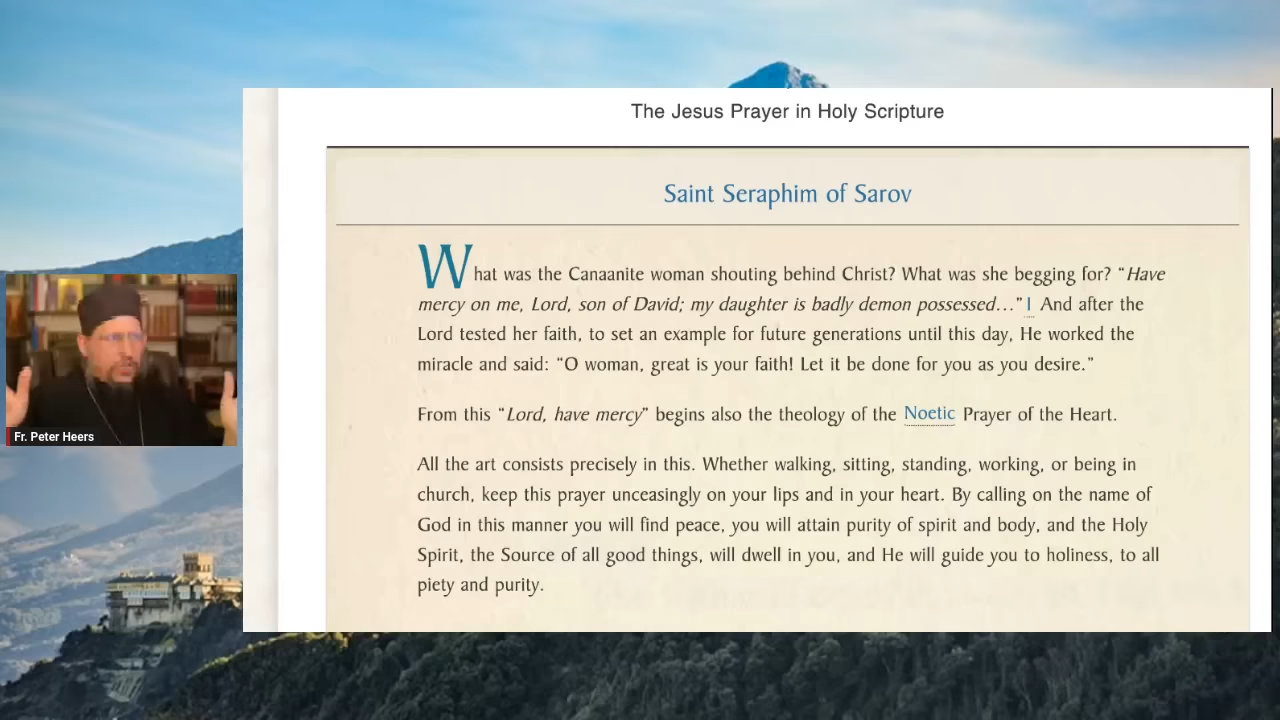 The Jesus Prayer in Holy Scripture
Saint Seraphim of Sarov
What was the Canaanite woman shouting behind Christ? What was she begging for? “Have
mercy on me, Lord, son of David; my daughter is badly demon possessed…” 1 And after the
Lord tested her faith, to set an example for future generations until this day, He worked the
miracle and said: “O woman, great is your faith! Let it be done for you as you desire.”
From this “Lord, have mercy” begins also the theology of the Noetic Prayer of the Heart.
All the art consists precisely in this. Whether walking, sitting, standing, working, or being in
church, keep this prayer unceasingly on your lips and in your heart. By calling on the name of
God in this manner you will find peace, you will attain purity of spirit and body, and the Holy
Spirit, the Source of all good things, will dwell in you, and He will guide you to holiness, to all
piety and purity.
Fr. Peter Heers